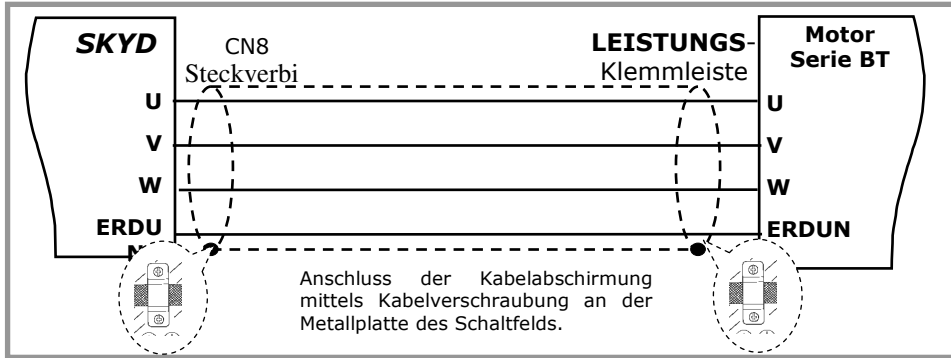 SKYD
CN8
Steckverbi
LEISTUNGS-
Klemmleiste
Motor
Serie BT
U
U
V
V
W
W
ERDU
ERDUN
Anschluss der Kabelabschirmung
mittels Kabelverschraubung an der
Metallplatte des Schaltfelds.